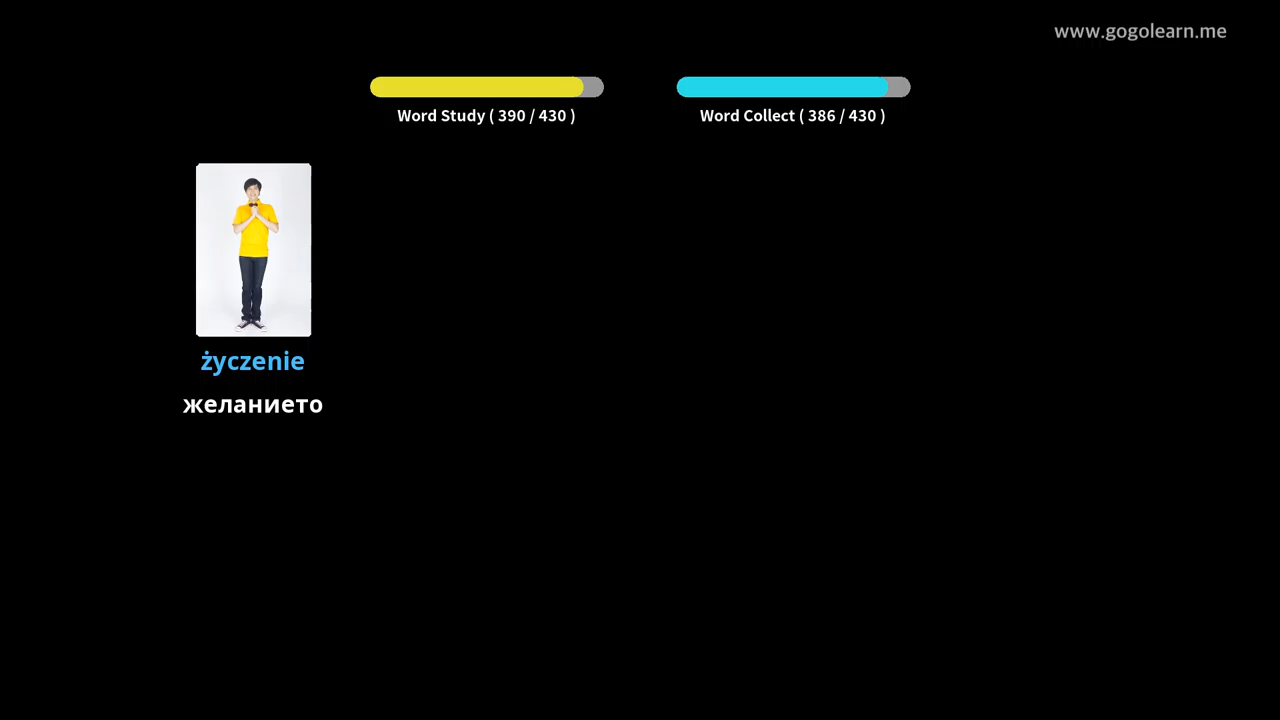 www.gogolearn.me
Word Study ( 390 / 430 )
Word Collect ( 386 / 430 )
życzenie
желанието